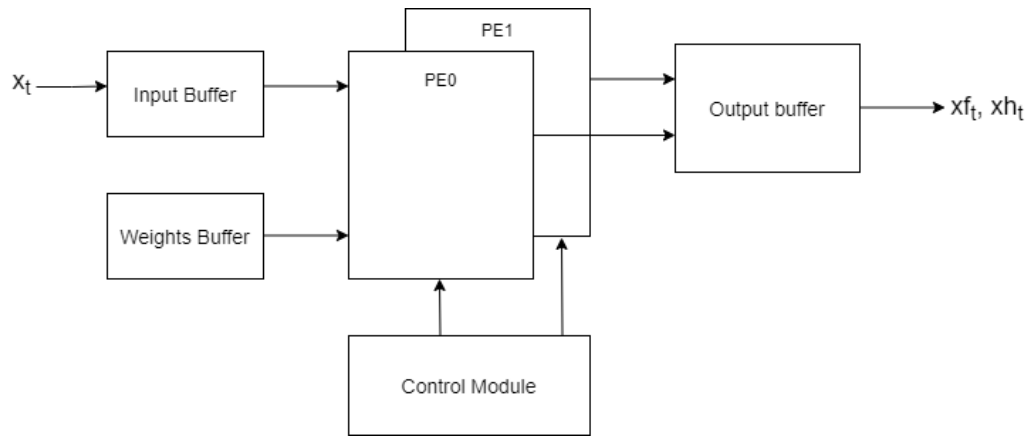 PE1
PE0
xₜ
Input Buffer
Output buffer
xfₜ, xhₜ
Weights Buffer
Control Module